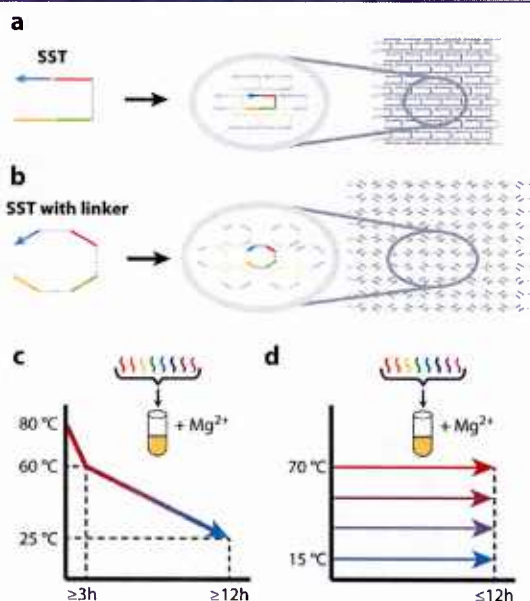 a
SST
b
SST with linker
c
80 °C
60 °C
25 °C
+ Mg²⁺
≥3h
≥12h
d
70 °C
15 °C
+ Mg²⁺
≤12h